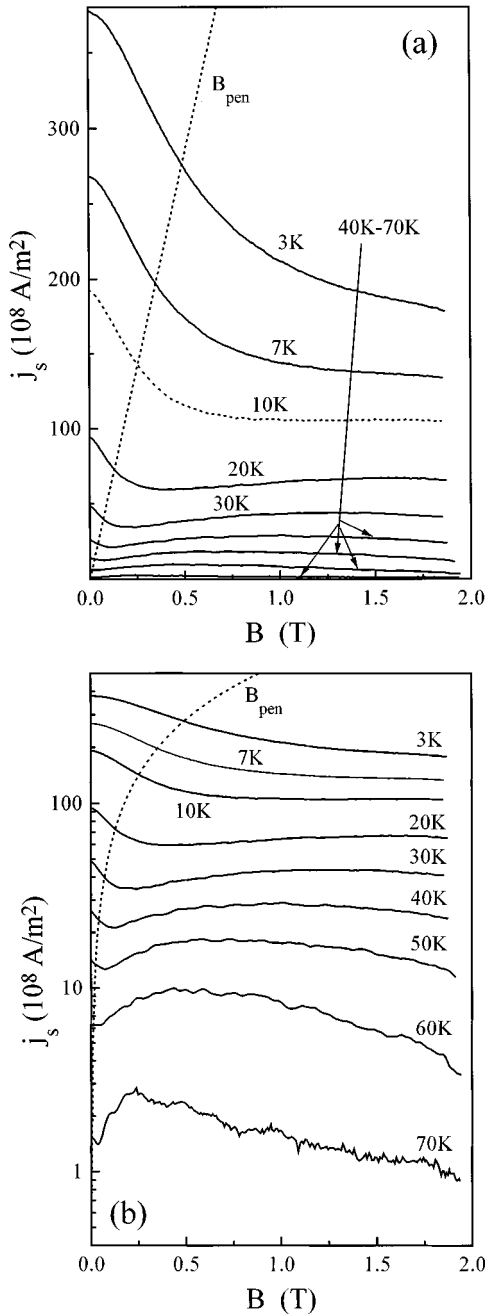 (a)
B_pen
300
200
100
j_s (10^8 A/m^2)
3K
40K-70K
7K
10K
20K
30K
0.0 0.5 1.0 1.5 2.0
B (T)
B_pen
3K
7K
100
10K
20K
30K
40K
50K
10
60K
j_s (10^8 A/m^2)
70K
1
(b)
0.0 0.5 1.0 1.5 2.0
B (T)